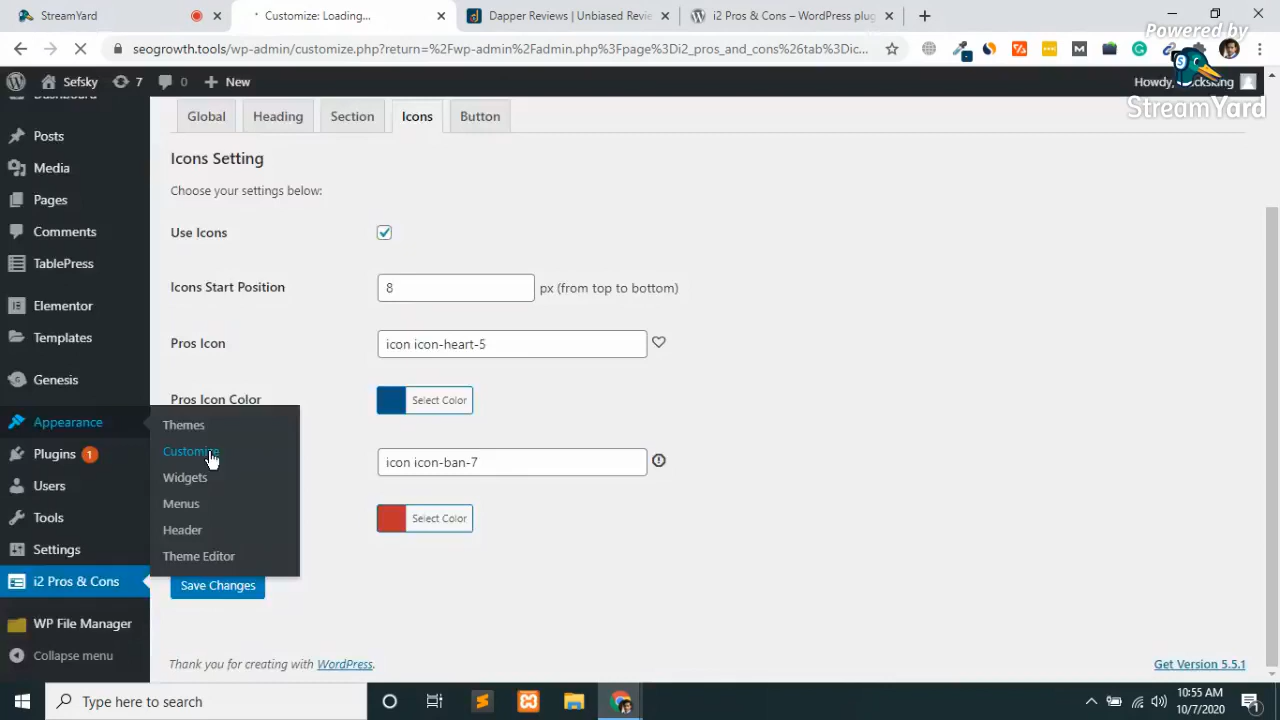 StreamYard
Customize: Loading...
Dapper Reviews | Unbiased Revie
i2 Pros & Cons – WordPress plug
Powered by
seogrowth.tools/wp-admin/customize.php?return=%2Fwp-admin%2Fadmin.php%3Fpage%3Di2_pros_and_cons%26tab%3Dic...
Sefsky
7
0
New
Howdy,
StreamYard
Posts
Media
Pages
Comments
TablePress
Elementor
Templates
Genesis
Appearance
Plugins 1
Users
Tools
Settings
i2 Pros & Cons
WP File Manager
Collapse menu
Themes
Customize
Widgets
Menus
Header
Theme Editor
Global
Heading
Section
Icons
Button
Icons Setting
Choose your settings below:
Use Icons
Icons Start Position
8
px (from top to bottom)
Pros Icon
icon icon-heart-5
Pros Icon Color
Select Color
icon icon-ban-7
Select Color
Save Changes
Thank you for creating with WordPress.
Get Version 5.5.1
Type here to search
10:55 AM
10/7/2020
1